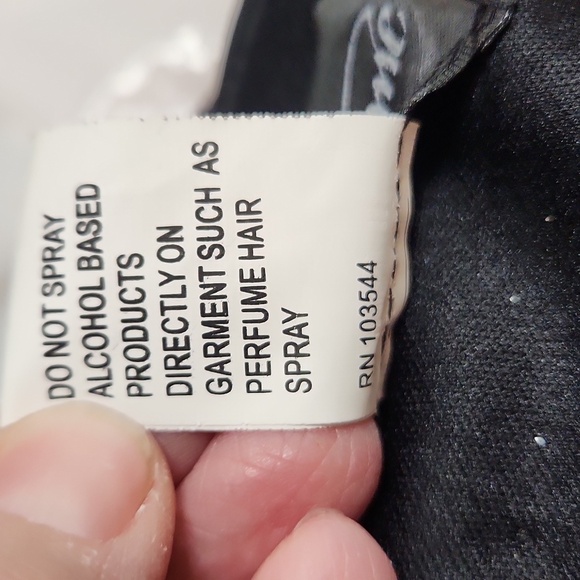 DO NOT SPRAY
ALCOHOL BASED
PRODUCTS
DIRECTLY ON
GARMENT SUCH AS
PERFUME HAIR
SPRAY
RN 103544